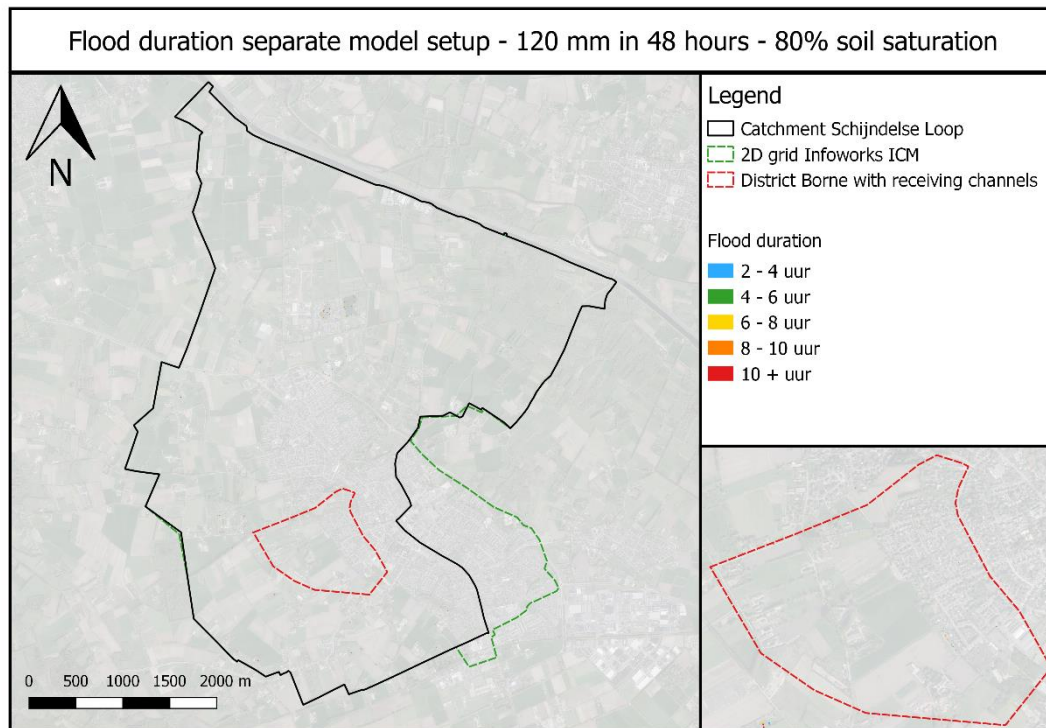 Flood duration separate model setup - 120 mm in 48 hours - 80% soil saturation
N
0 500 1000 1500 2000 m
Legend
Catchment Schijndelse Loop
2D grid Infoworks ICM
District Borne with receiving channels
Flood duration
2 - 4 uur
4 - 6 uur
6 - 8 uur
8 - 10 uur
10 + uur